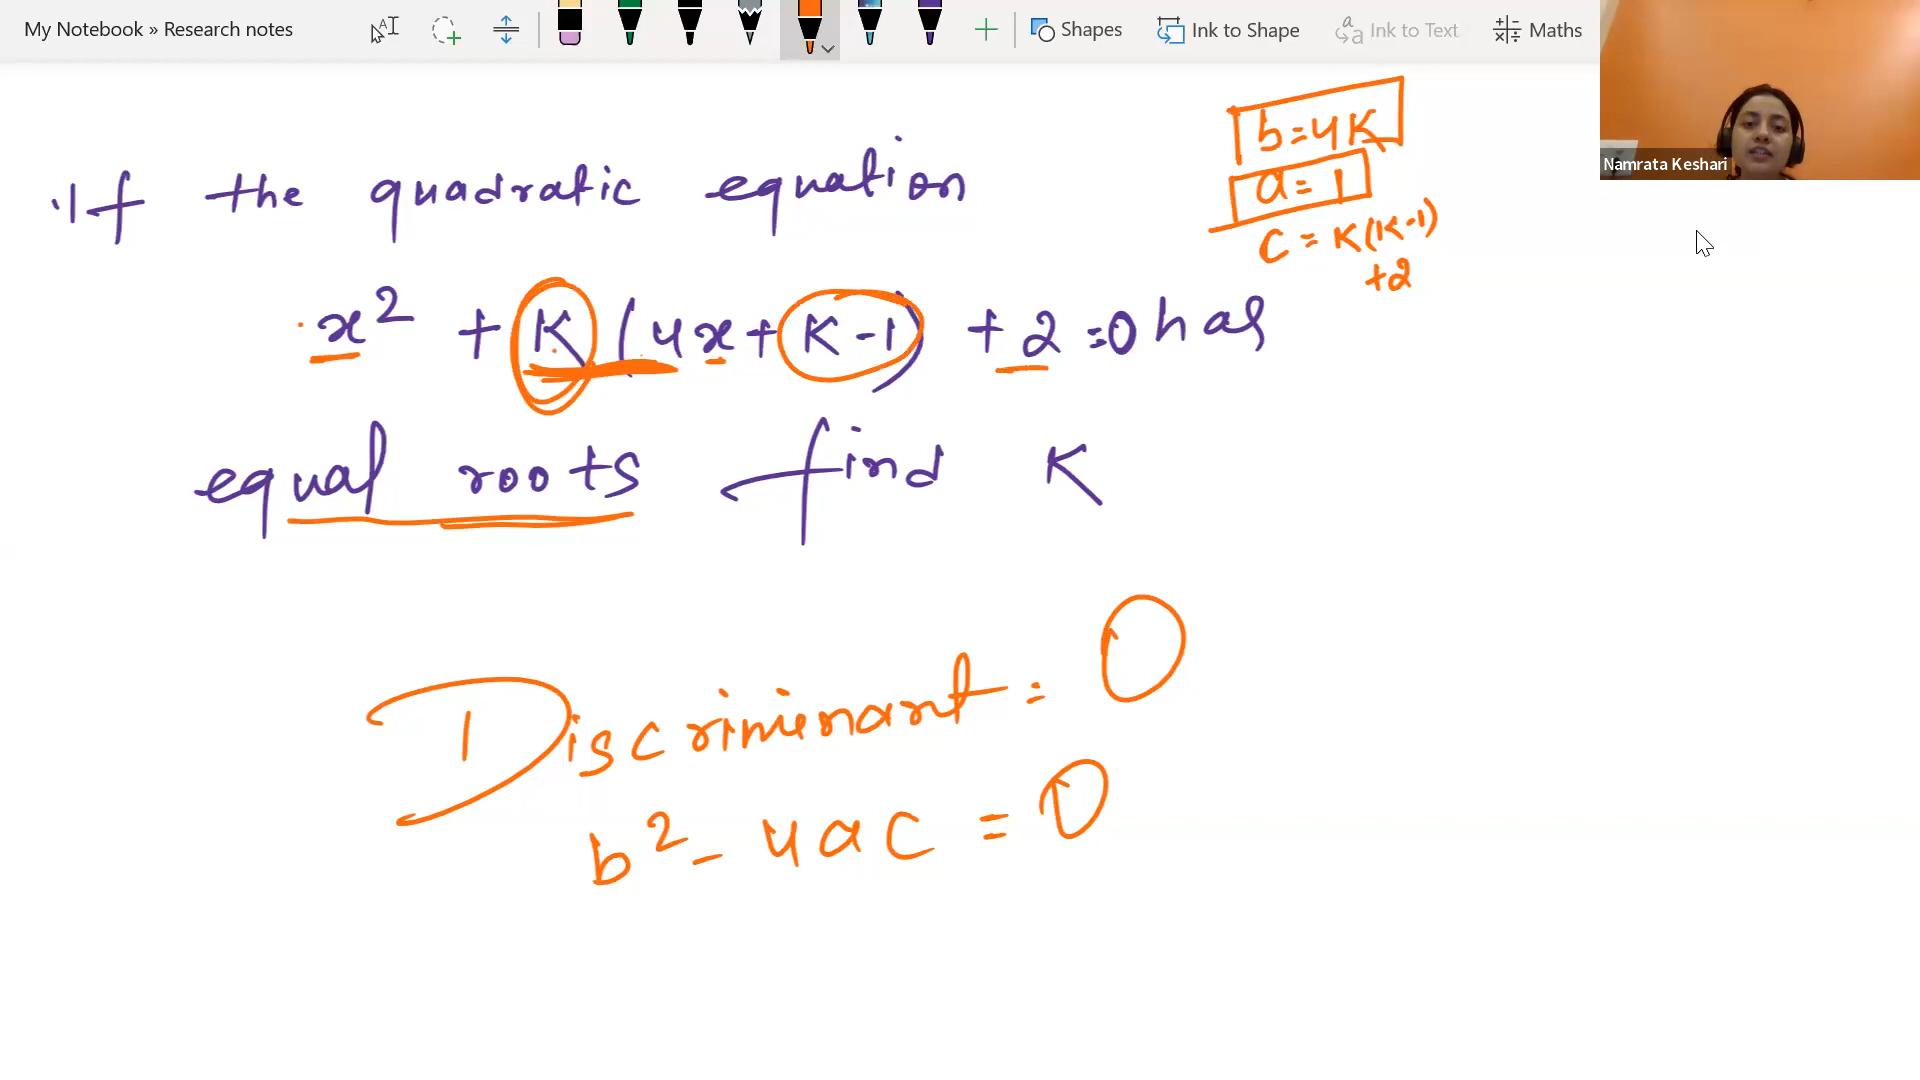 My Notebook » Research notes
Shapes
Ink to Shape
Ink to Text
Maths
Namrata Keshari
If the quadratic equation
x² + K (4x + K-1) + 2 = 0 has
equal roots find K
b = 4K
a = 1
c = K(K-1)
+2
Discriminant = 0
b² - 4ac = 0